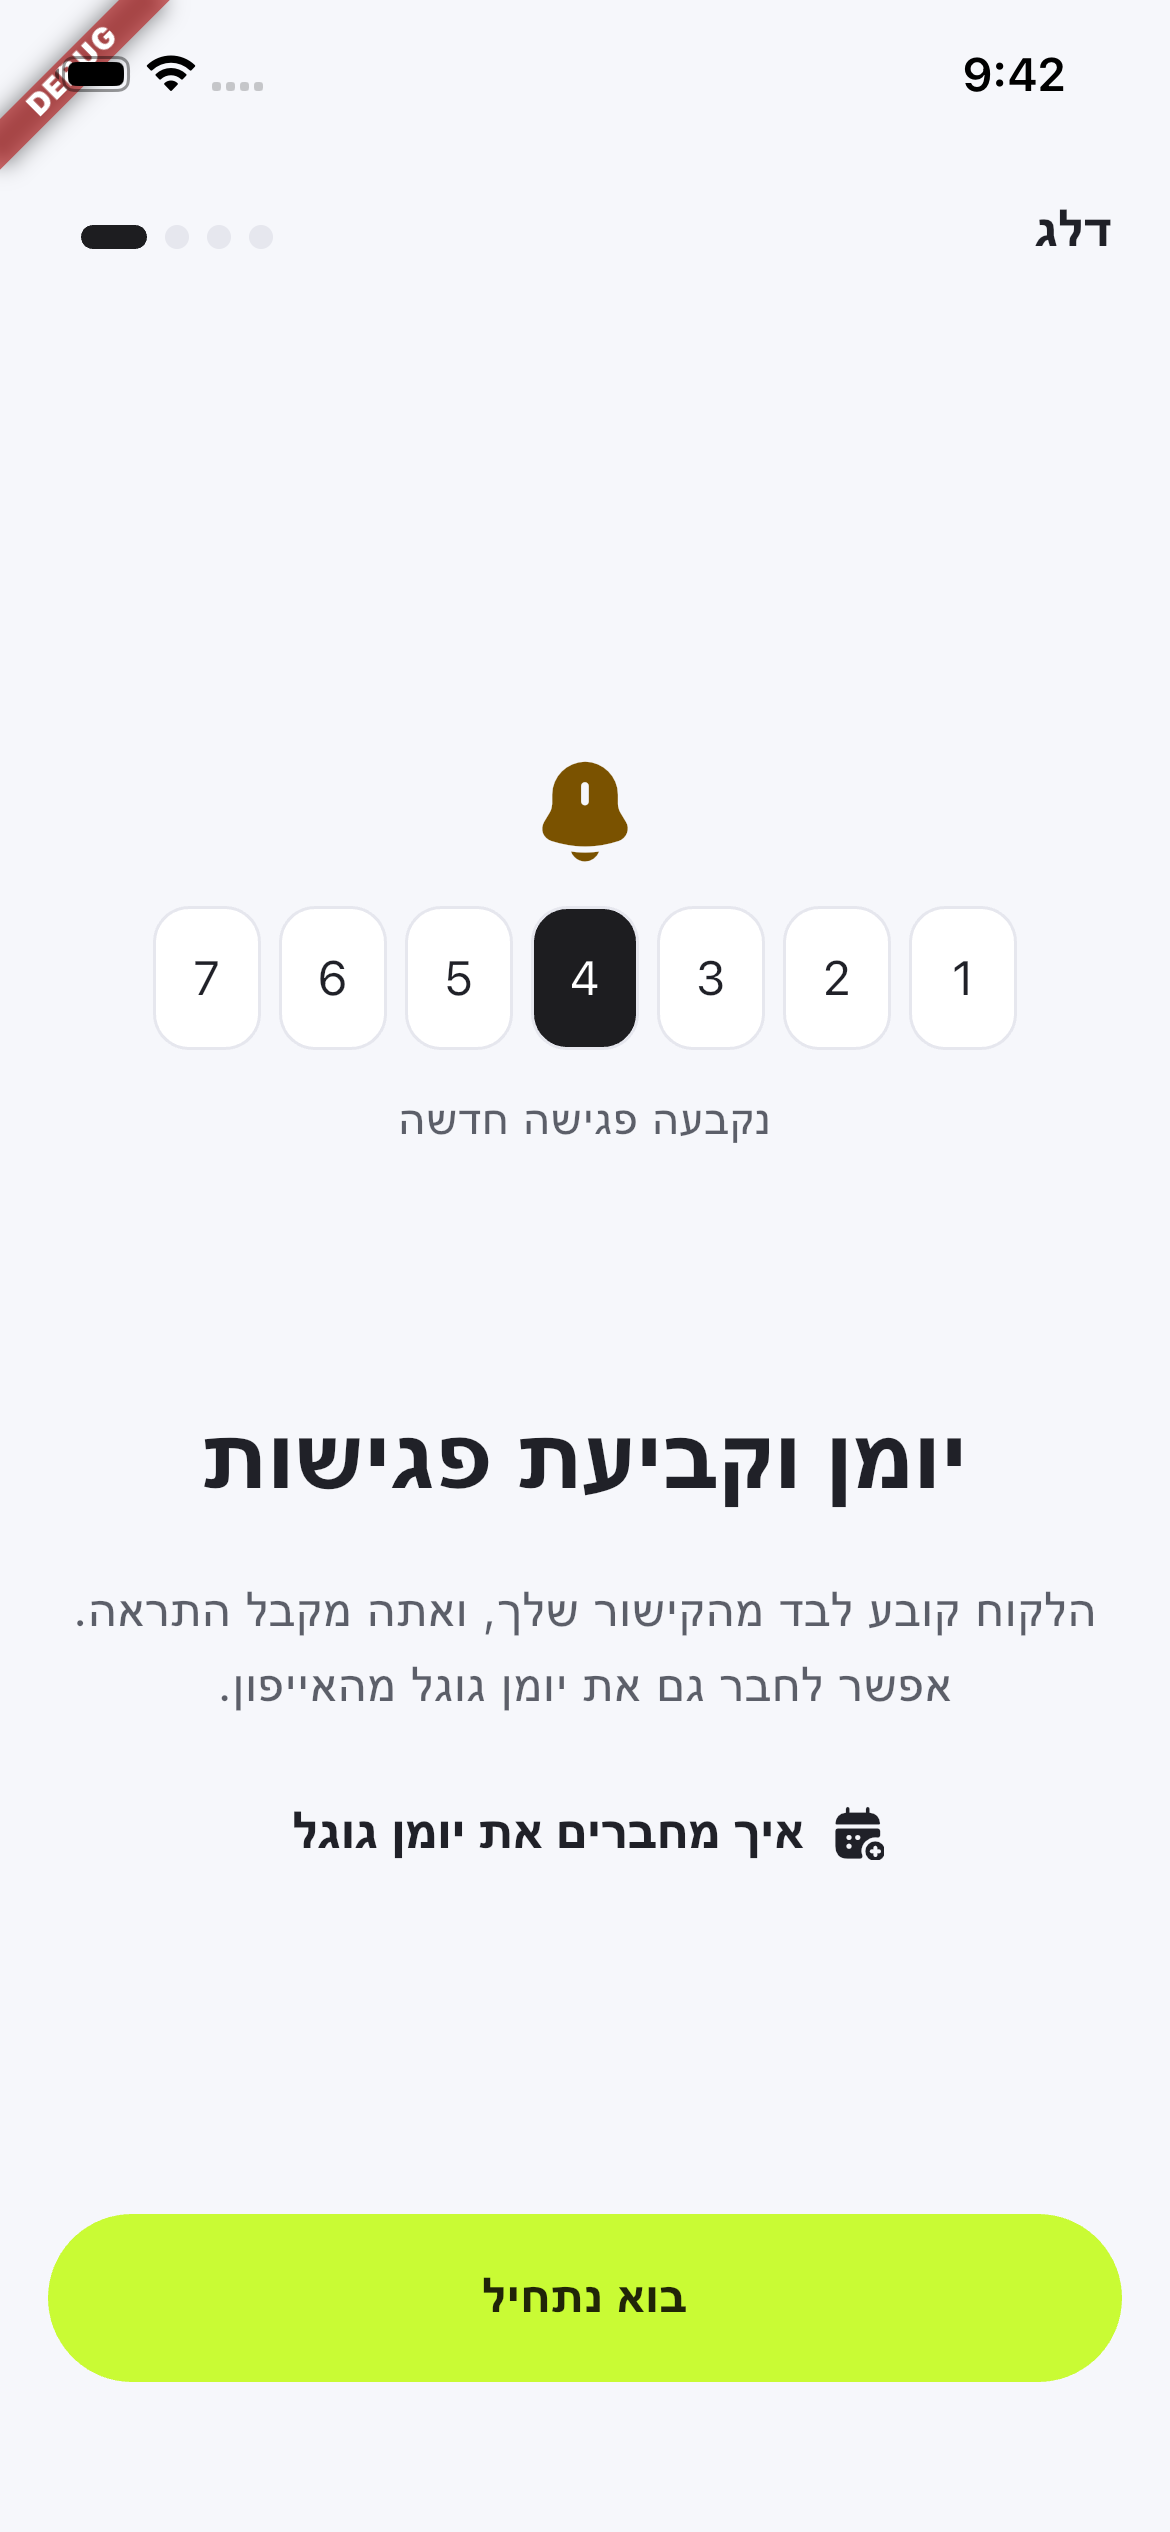 DEBUG
9:42
דלג
1 2 3 4 5 6 7
נקבעה פגישה חדשה
יומן וקביעת פגישות
הלקוח קובע לבד מהקישור שלך, ואתה מקבל התראה.
אפשר לחבר גם את יומן גוגל מהאייפון.
איך מחברים את יומן גוגל
בוא נתחיל